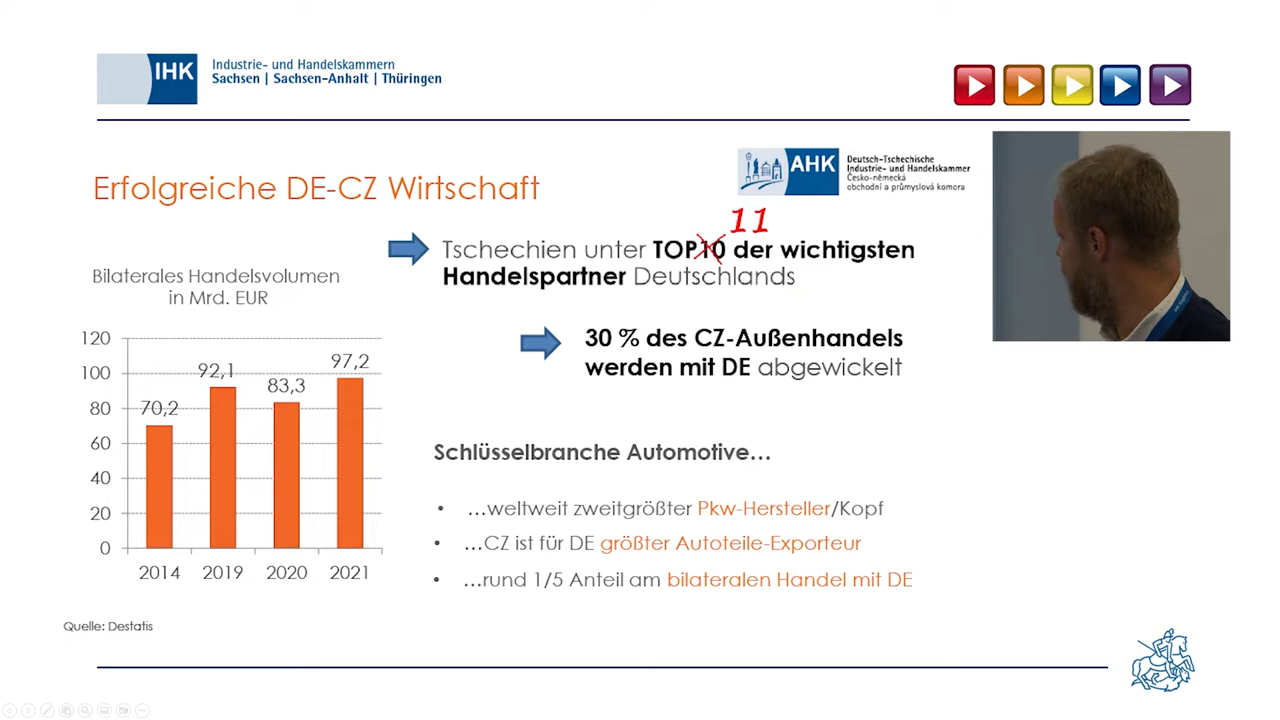 IHK
Industrie- und Handelskammern
Sachsen | Sachsen-Anhalt | Thüringen
AHK
Deutsch-Tschechische
Industrie- und Handelskammer
Česko-německá
obchodní a průmyslová komora
Erfolgreiche DE-CZ Wirtschaft
11
Tschechien unter TOP10 der wichtigsten
Handelspartner Deutschlands
30 % des CZ-Außenhandels
werden mit DE abgewickelt
Bilaterales Handelsvolumen
in Mrd. EUR
120
100
80
60
40
20
0
70,2
92,1
83,3
97,2
2014 2019 2020 2021
Schlüsselbranche Automotive…
• …weltweit zweitgrößter Pkw-Hersteller/Kopf
• …CZ ist für DE größter Autoteile-Exporteur
• …rund 1/5 Anteil am bilateralen Handel mit DE
Quelle: Destatis